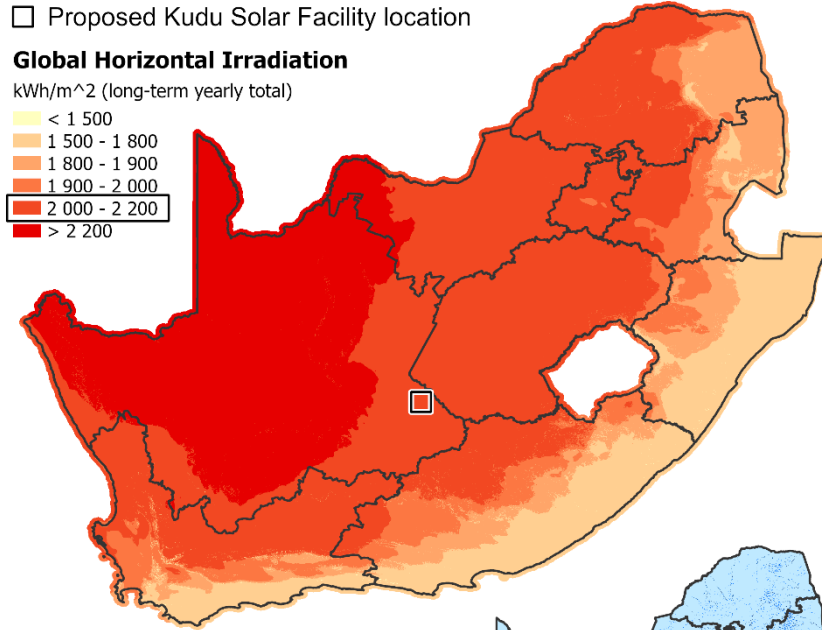 Proposed Kudu Solar Facility location
Global Horizontal Irradiation
kWh/m^2 (long-term yearly total)
< 1 500
1 500 - 1 800
1 800 - 1 900
1 900 - 2 000
2 000 - 2 200
> 2 200